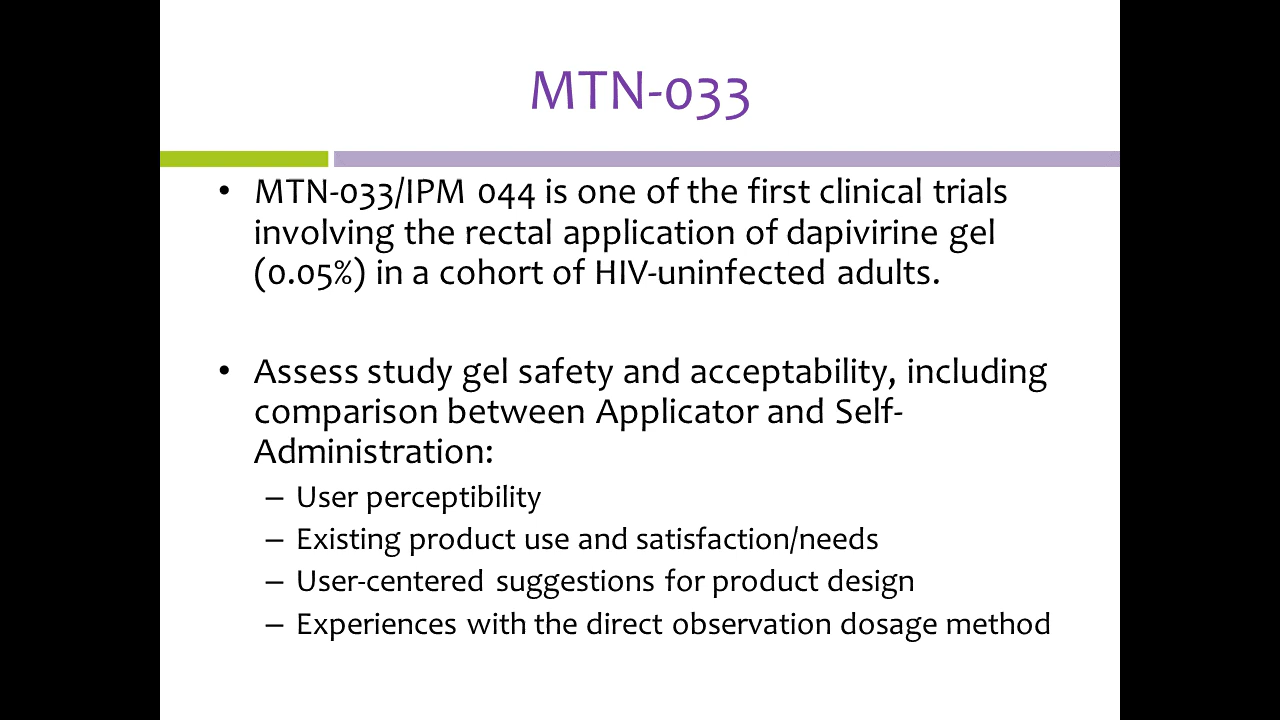 MTN-033
• MTN-033/IPM 044 is one of the first clinical trials
involving the rectal application of dapivirine gel
(0.05%) in a cohort of HIV-uninfected adults.
• Assess study gel safety and acceptability, including
comparison between Applicator and Self-
Administration:
– User perceptibility
– Existing product use and satisfaction/needs
– User-centered suggestions for product design
– Experiences with the direct observation dosage method